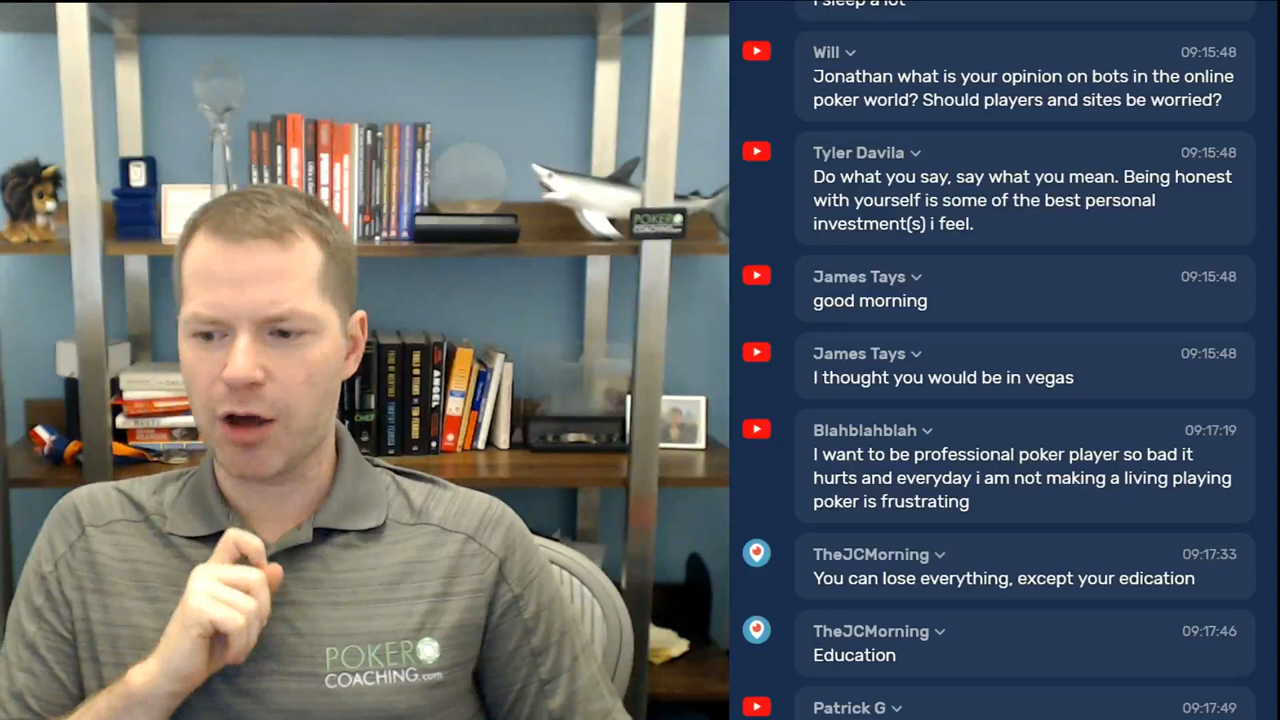 I sleep a lot
Will
09:15:48
Jonathan what is your opinion on bots in the online
poker world? Should players and sites be worried?
Tyler Davila
09:15:48
Do what you say, say what you mean. Being honest
with yourself is some of the best personal
investment(s) i feel.
James Tays
09:15:48
good morning
James Tays
09:15:48
I thought you would be in vegas
Blahblahblah
09:17:19
I want to be professional poker player so bad it
hurts and everyday i am not making a living playing
poker is frustrating
TheJCMorning
09:17:33
You can lose everything, except your edication
TheJCMorning
09:17:46
Education
Patrick G
09:17:49
POKER
COACHING
POKER
COACHING.com